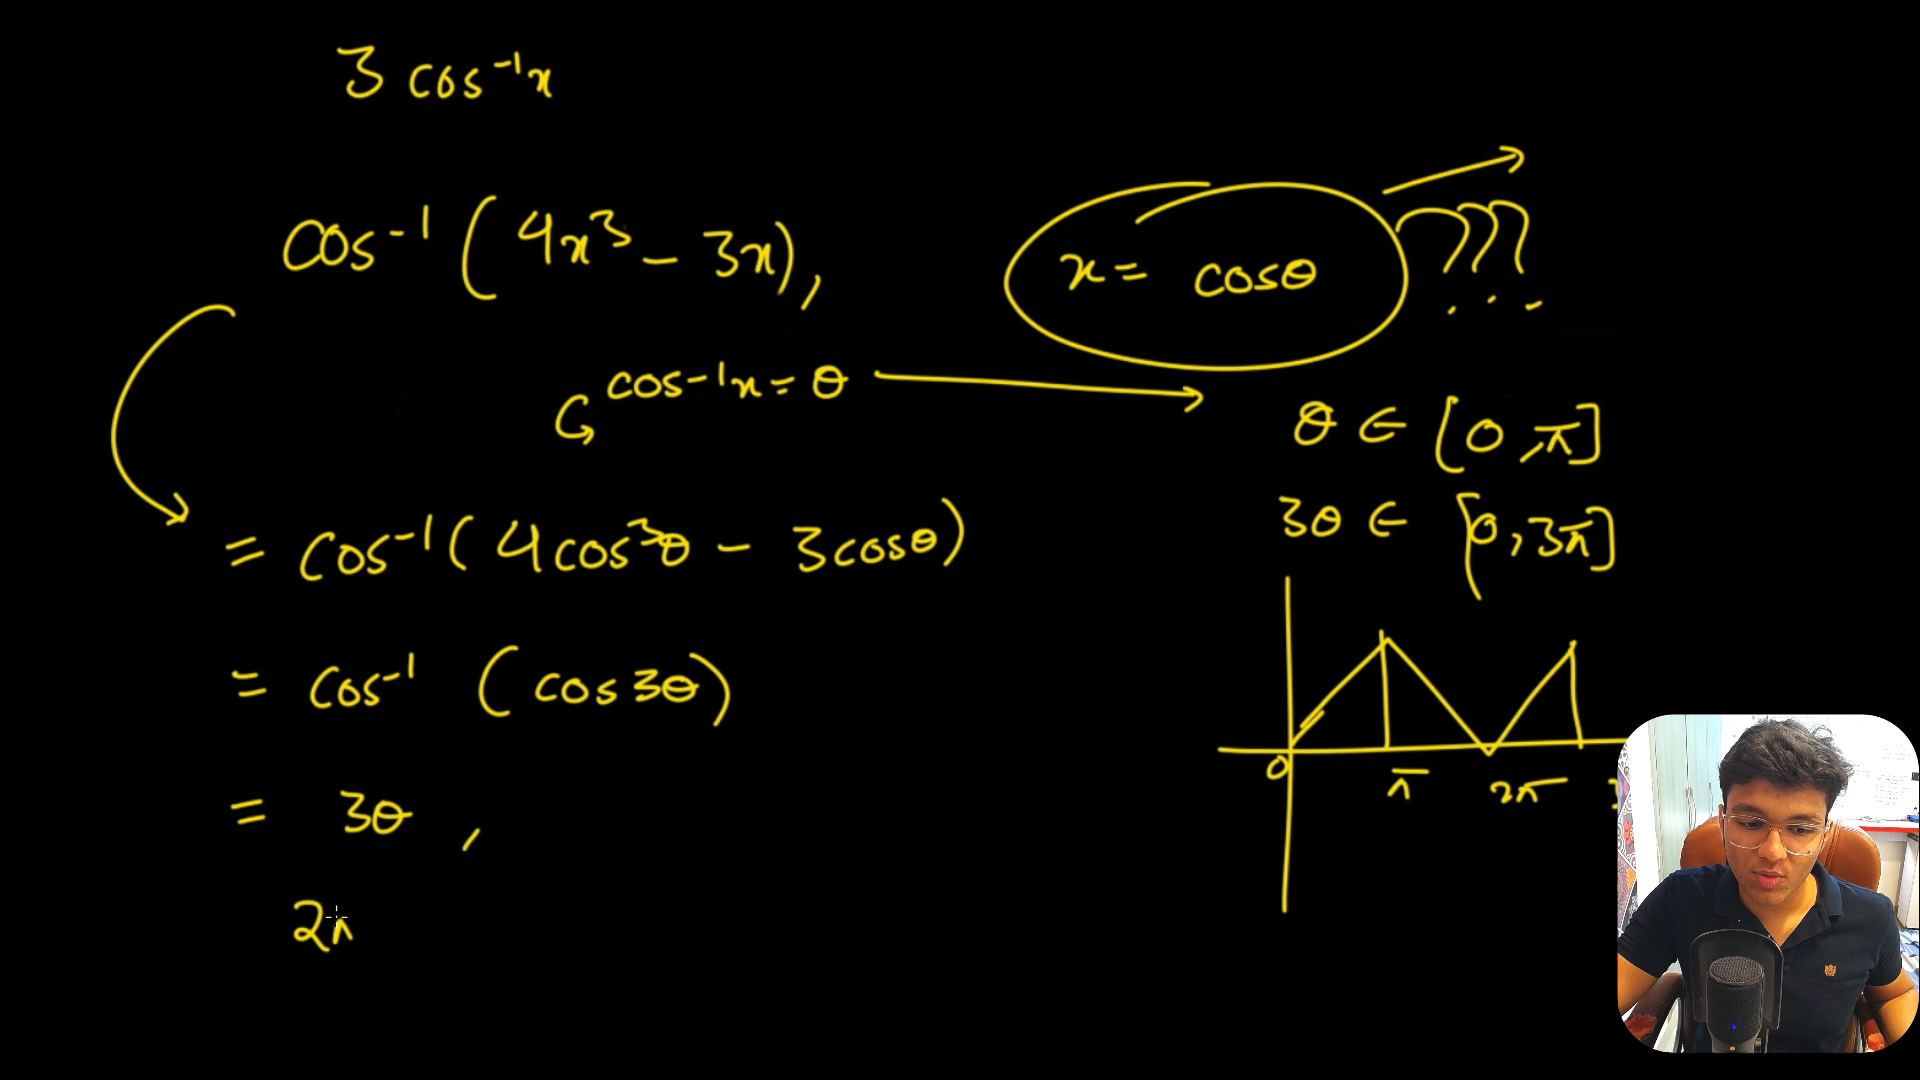 3 cos⁻¹x
cos⁻¹ ( 4x³ – 3x ) ,
x = cosθ
???
cos⁻¹x = θ
θ ∈ [ 0 , π ]
3θ ∈ [ 0 , 3π ]
= cos⁻¹ ( 4cos³θ – 3cosθ )
= cos⁻¹ ( cos3θ )
= 3θ ,
2π
0 π 2π